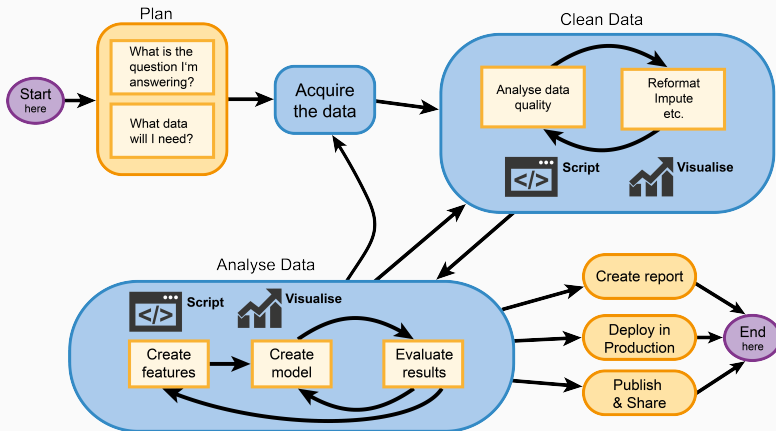 Plan
What is the
question I'm
answering?
What data
will I need?
Start
here
Acquire
the data
Clean Data
Analyse data
quality
Reformat
Impute
etc.
</>
Script
Visualise
Analyse Data
</>
Script
Visualise
Create
features
Create
model
Evaluate
results
Create report
Deploy in
Production
Publish
& Share
End
here